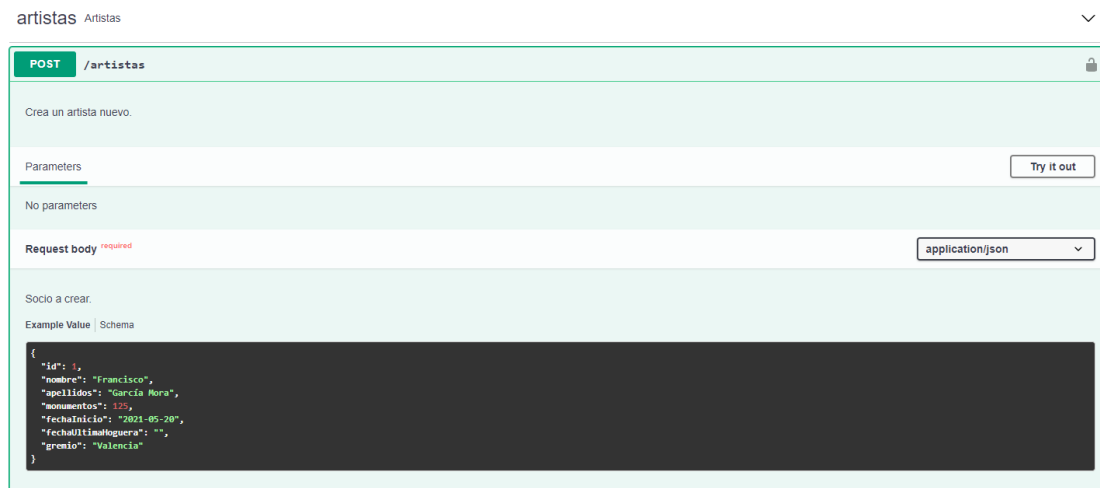 artistas Artistas
POST /artistas
Crea un artista nuevo.
Parameters
Try it out
No parameters
Request body required
application/json
Socio a crear.
Example Value Schema
{
"id": 1,
"nombre": "Francisco",
"apellidos": "García Mora",
"monumentos": 125,
"fechaInicio": "2021-05-20",
"fechaUltimaHoguera": "",
"gremio": "Valencia"
}